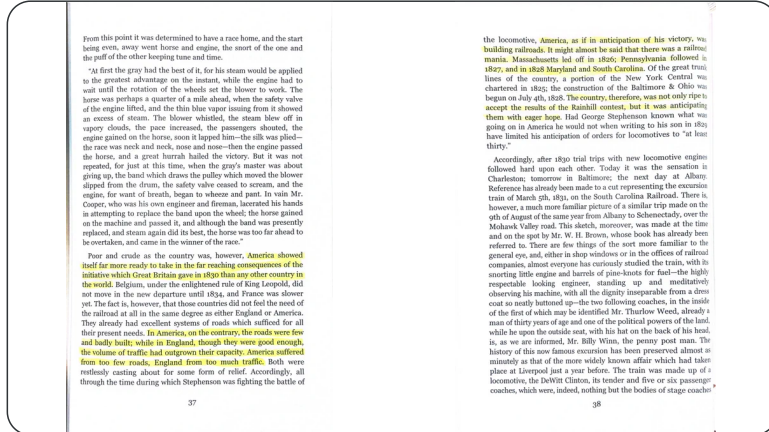 From this point it was determined to have a race home, and the start
being even, away went horse and engine, the snort of the one and
the puff of the other keeping tune and time.
"At first the gray had the best of it, for his steam would be applied
to the greatest advantage on the instant, while the engine had to
wait until the rotation of the wheels set the blower to work. The
horse was perhaps a quarter of a mile ahead, when the safety valve
of the engine lifted, and the thin blue vapor issuing from it showed
an excess of steam. The blower whistled, the steam blew off in
vapory clouds, the pace increased, the passengers shouted, the
engine gained on the horse, soon it lapped him—the silk was plied—
the race was neck and neck, nose and nose—then the engine passed
the horse, and a great hurrah hailed the victory. But it was not
repeated, for just at this time, when the gray's master was about
giving up, the band which draws the pulley which moved the blower
slipped from the drum, the safety valve ceased to scream, and the
engine, for want of breath, began to wheeze and pant. In vain Mr.
Cooper, who was his own engineer and fireman, lacerated his hands
in attempting to replace the band upon the wheel; the horse gained
on the machine and passed it, and although the band was presently
replaced, and steam again did its best, the horse was too far ahead to
be overtaken, and came in the winner of the race."
Poor and crude as the country was, however, America showed
itself far more ready to take in the far reaching consequences of the
initiative which Great Britain gave in 1830 than any other country in
the world. Belgium, under the enlightened rule of King Leopold, did
not move in the new departure until 1834, and France was slower
yet. The fact is, however, that those countries did not feel the need of
the railroad at all in the same degree as either England or America.
They already had excellent systems of roads which sufficed for all
their present needs. In America, on the contrary, the roads were few
and badly built; while in England, though they were good enough,
the volume of traffic had outgrown their capacity. America suffered
from too few roads, England from too much traffic. Both were
restlessly casting about for some form of relief. Accordingly, all
through the time during which Stephenson was fighting the battle of
37
the locomotive, America, as if in anticipation of his victory, was
building railroads. It might almost be said that there was a railroad
mania. Massachusetts led off in 1826; Pennsylvania followed in
1827, and in 1828 Maryland and South Carolina. Of the great trunk
lines of the country, a portion of the New York Central was
chartered in 1825; the construction of the Baltimore & Ohio was
begun on July 4th, 1828. The country, therefore, was not only ripe to
accept the results of the Rainhill contest, but it was anticipating
them with eager hope. Had George Stephenson known what was
going on in America he would not when writing to his son in 1829
have limited his anticipation of orders for locomotives to "at least
thirty."
Accordingly, after 1830 trial trips with new locomotive engines
followed hard upon each other. Today it was the sensation in
Charleston; tomorrow in Baltimore; the next day at Albany.
Reference has already been made to a cut representing the excursion
train of March 5th, 1831, on the South Carolina Railroad. There is,
however, a much more familiar picture of a similar trip made on the
9th of August of the same year from Albany to Schenectady, over the
Mohawk Valley road. This sketch, moreover, was made at the time
and on the spot by Mr. W. H. Brown, whose book has already been
referred to. There are few things of the sort more familiar to the
general eye, and, either in shop windows or in the offices of railroad
companies, almost everyone has curiously studied the train, with its
snorting little engine and barrels of pine-knots for fuel—the highly
respectable looking engineer, standing up and meditatively
observing his machine, with all the dignity inseparable from a dress
coat so neatly buttoned up—the two following coaches, in the inside
of the first of which may be identified Mr. Thurlow Weed, already a
man of thirty years of age and one of the political powers of the land,
while he upon the outside seat, with his hat on the back of his head,
is, as we are informed, Mr. Billy Winn, the penny post man. The
history of this now famous excursion has been preserved almost as
minutely as that of the more widely known affair which had taken
place at Liverpool just a year before. The train was made up of a
locomotive, the DeWitt Clinton, its tender and five or six passenger
coaches, which were, indeed, nothing but the bodies of stage coaches
38